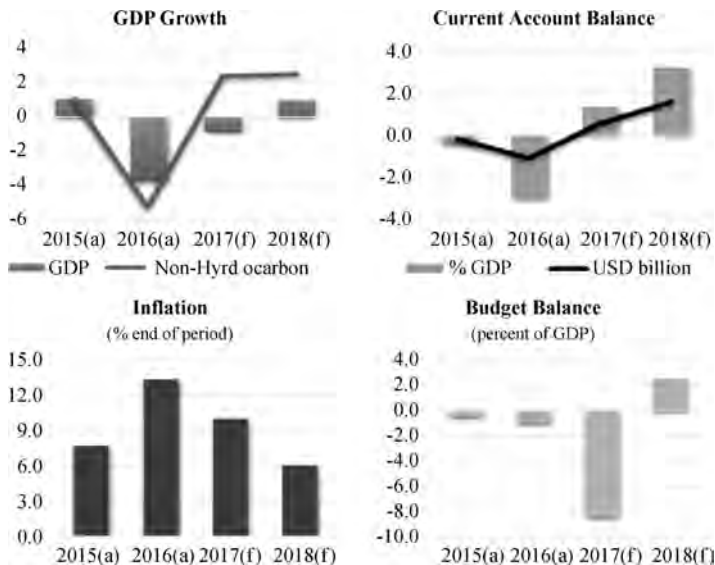 GDP Growth
4
2
0
-2
-4
-6
2015(a) 2016(a) 2017(f) 2018(f)
GDP Non-Hyrd ocarbon
Current Account Balance
4.0
2.0
0.0
-2.0
-4.0
2015(a) 2016(a) 2017(f) 2018(f)
% GDP USD billion
Inflation
(% end of period)
15.0
12.0
9.0
6.0
3.0
0.0
2015(a) 2016(a) 2017(f) 2018(f)
Budget Balance
(percent of GDP)
4.0
2.0
0.0
-2.0
-4.0
-6.0
-8.0
-10.0
2015(a) 2016(a) 2017(f) 2018(f)